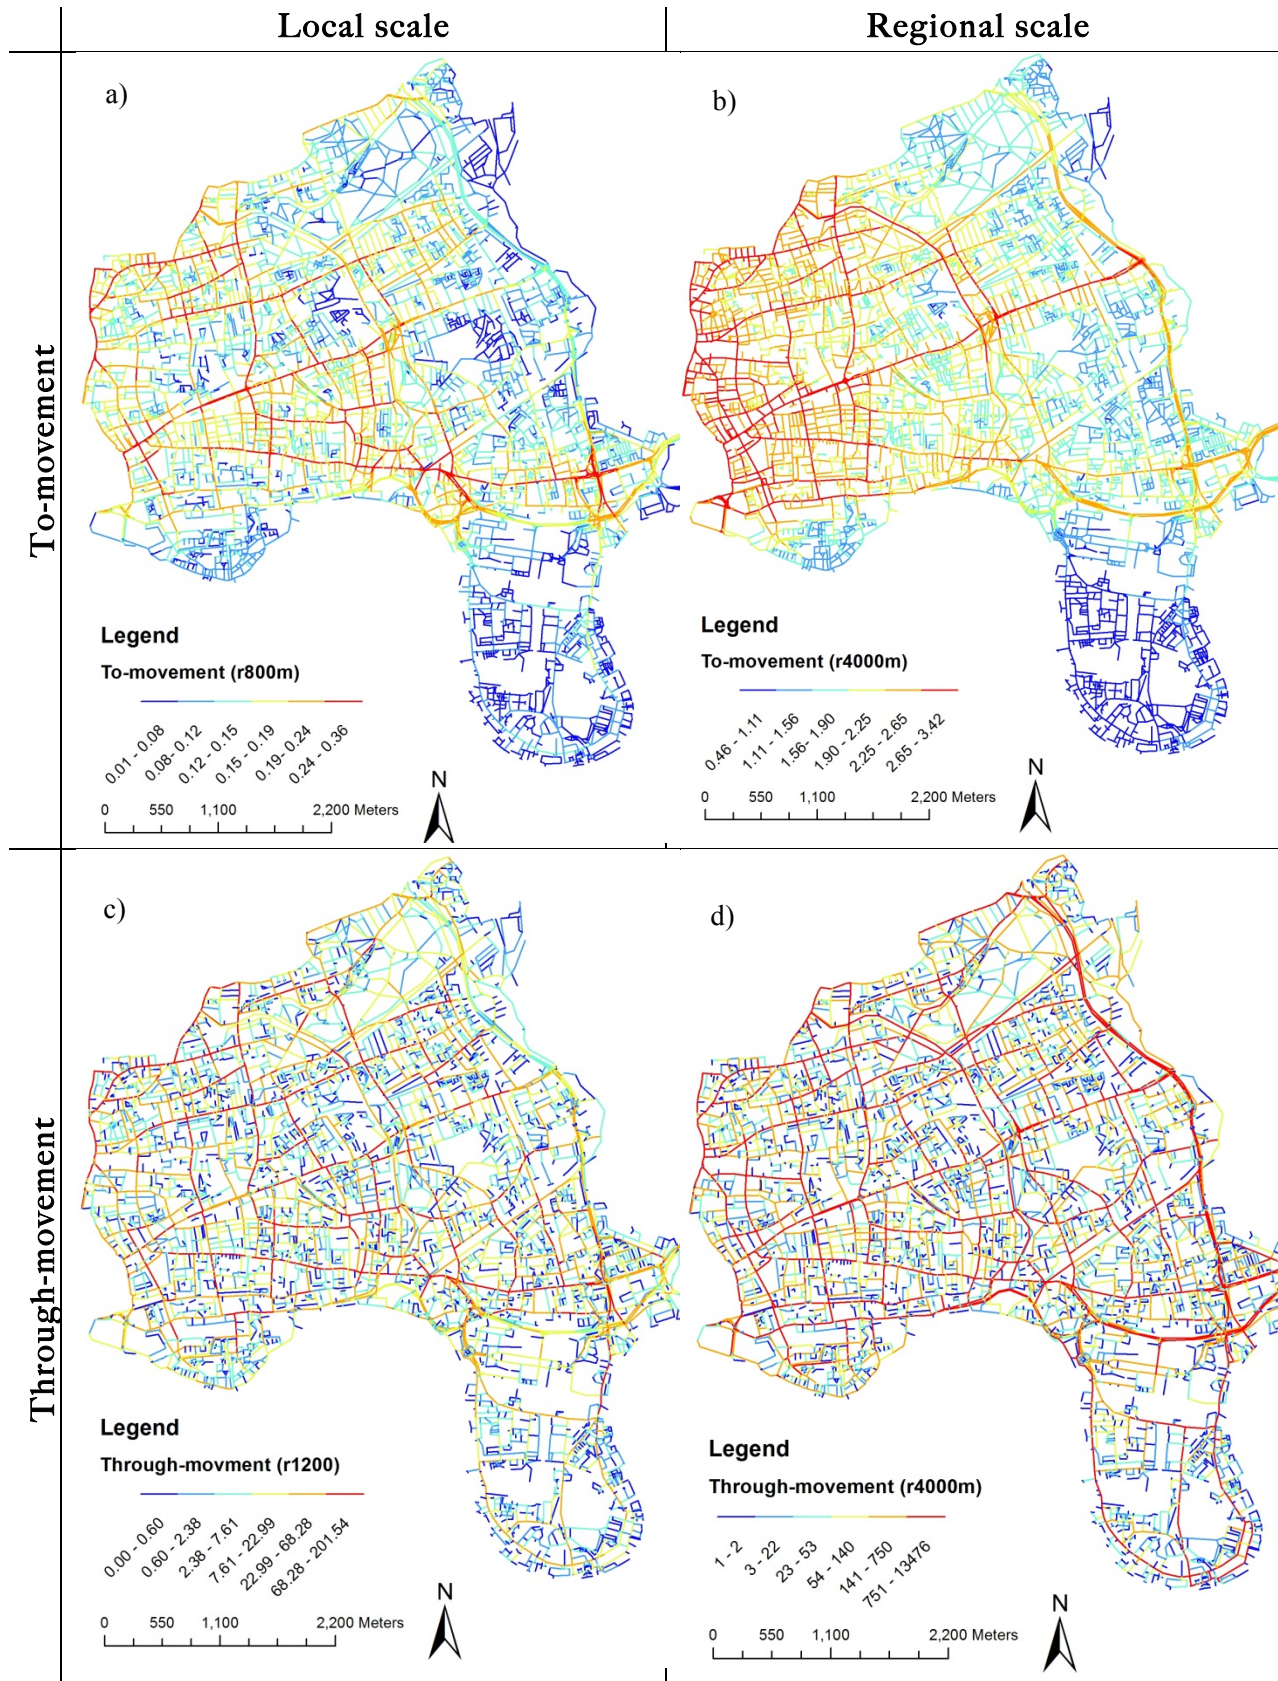 Local scale
Regional scale
To-movement
a)
Legend
To-movement (r800m)
0.01 - 0.08
0.08-0.12
0.12-0.15
0.15-0.19
0.19-0.24
0.24-0.36
0 550 1,100 2,200 Meters
N
b)
Legend
To-movement (r4000m)
0.46 - 1.11
1.11 - 1.56
1.56-1.90
1.90 - 2.25
2.25 - 2.65
2.65 - 3.42
0 550 1,100 2,200 Meters
N
Through-movement
c)
Legend
Through-movment (r1200)
0.00 - 0.60
0.60 - 2.38
2.38 - 7.61
7.61 - 22.99
22.99 - 68.28
68.28 - 201.54
0 550 1,100 2,200 Meters
N
d)
Legend
Through-movement (r4000m)
1 - 2
3 - 22
23 - 53
54 - 140
141 - 750
751 - 13476
0 550 1,100 2,200 Meters
N